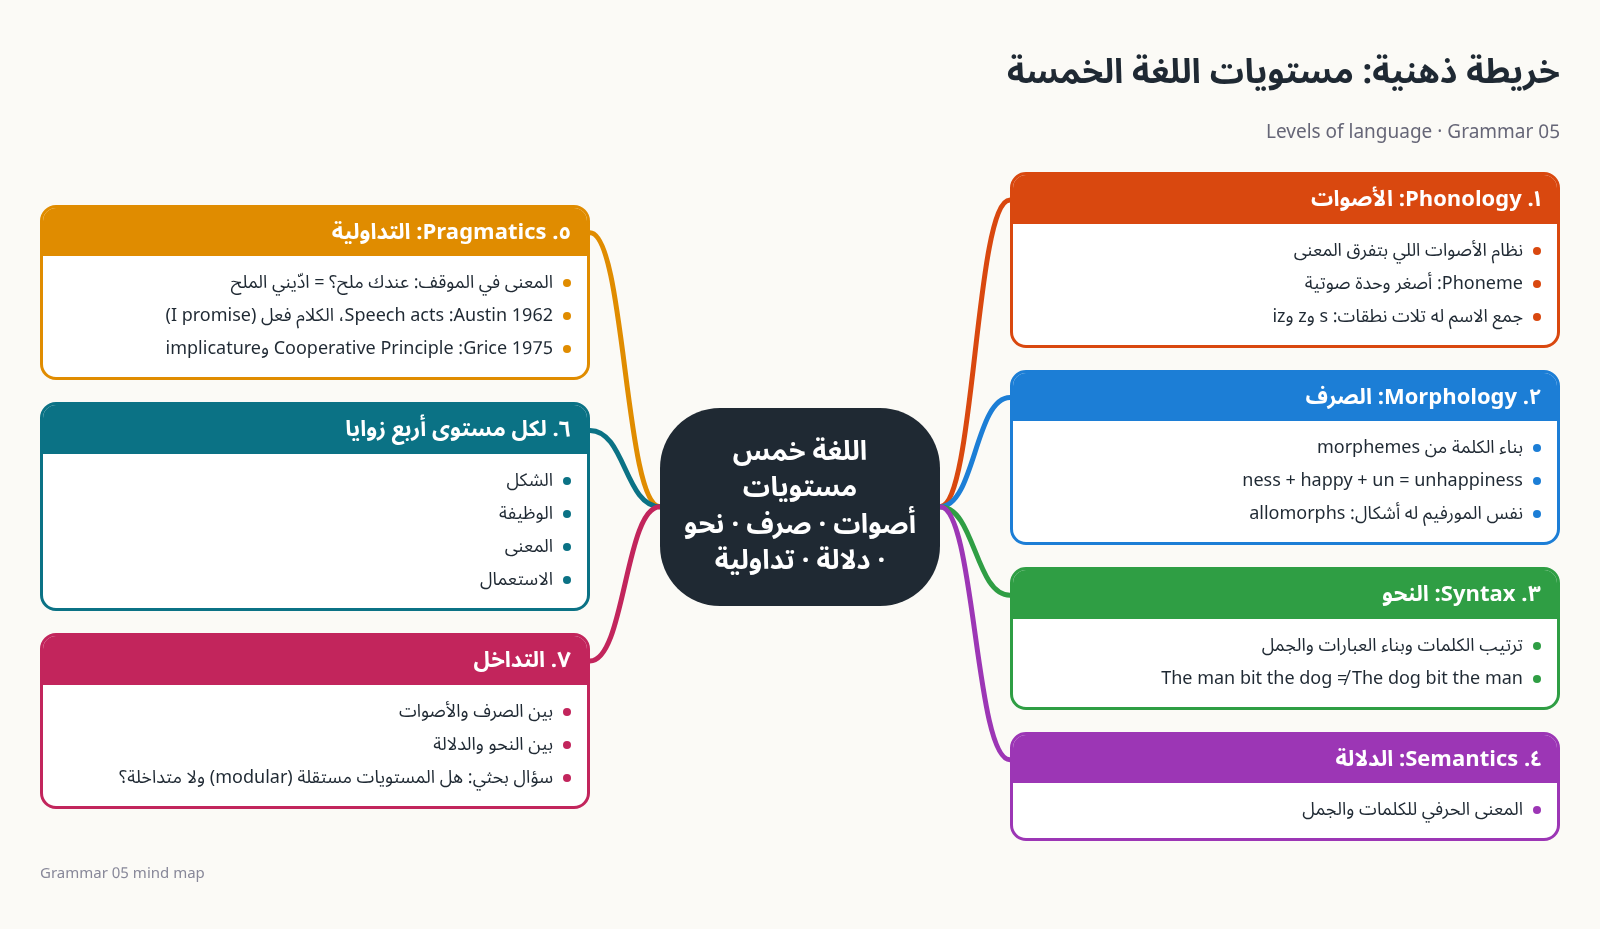 خريطة ذهنية: مستويات اللغة الخمسة
Levels of language · Grammar 05
١. Phonology: الأصوات
نظام الأصوات اللي بتفرق المعنى
Phoneme: أصغر وحدة صوتية
جمع الاسم له تلات نطقات: s وz وiz
٢. Morphology: الصرف
بناء الكلمة من morphemes
ness + happy + un = unhappiness
نفس المورفيم له أشكال: allomorphs
٣. Syntax: النحو
ترتيب الكلمات وبناء العبارات والجمل
The man bit the dog ≠ The dog bit the man
٤. Semantics: الدلالة
المعنى الحرفي للكلمات والجمل
اللغة خمس
مستويات
أصوات · صرف · نحو
· دلالة · تداولية
٥. Pragmatics: التداولية
المعنى في الموقف: عندك ملح؟ = ادّيني الملح
Austin 1962: Speech acts، الكلام فعل (I promise)
Grice 1975: Cooperative Principle وimplicature
٦. لكل مستوى أربع زوايا
الشكل
الوظيفة
المعنى
الاستعمال
٧. التداخل
بين الصرف والأصوات
بين النحو والدلالة
سؤال بحثي: هل المستويات مستقلة (modular) ولا متداخلة؟
Grammar 05 mind map